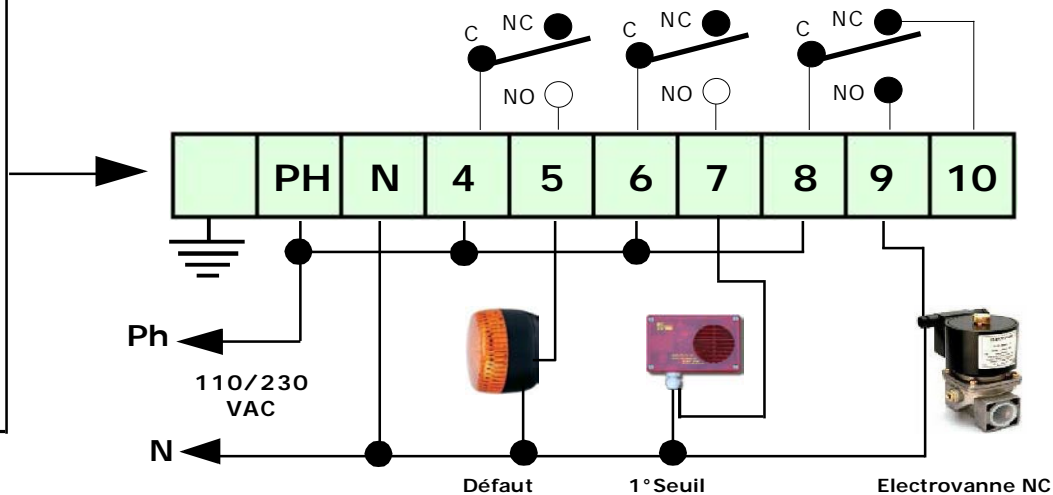 C NC C NC C NC
NO NO NO
PH N 4 5 6 7 8 9 10
Ph
110/230
VAC
N
Défaut 1°Seuil Electrovanne NC